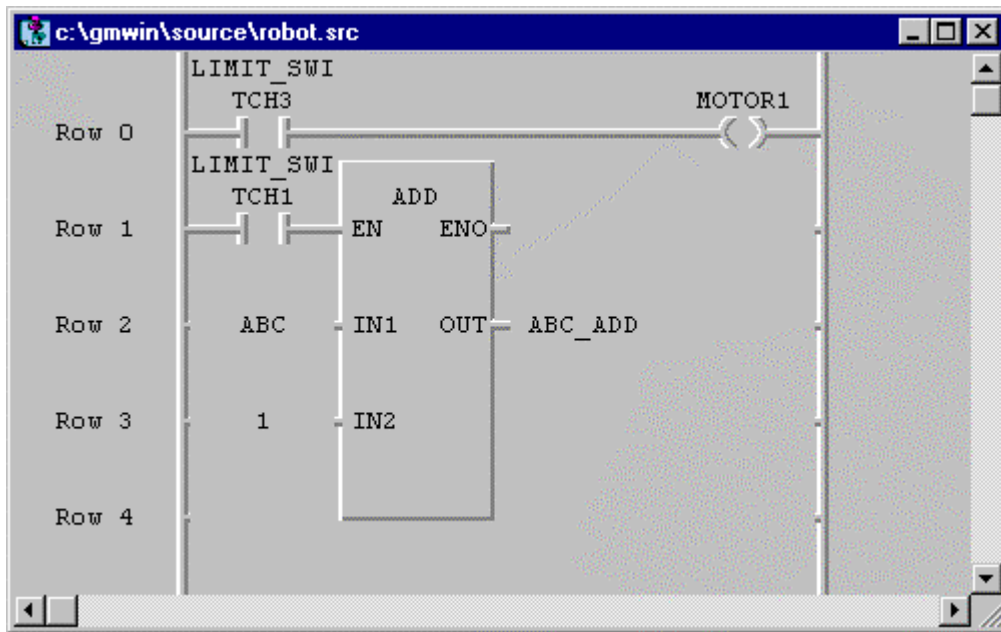 c:\gmwin\source\robot.src
LIMIT_SWI
TCH3 MOTOR1
Row 0
LIMIT_SWI
TCH1 ADD
Row 1 EN ENO
Row 2 ABC IN1 OUT ABC_ADD
Row 3 1 IN2
Row 4